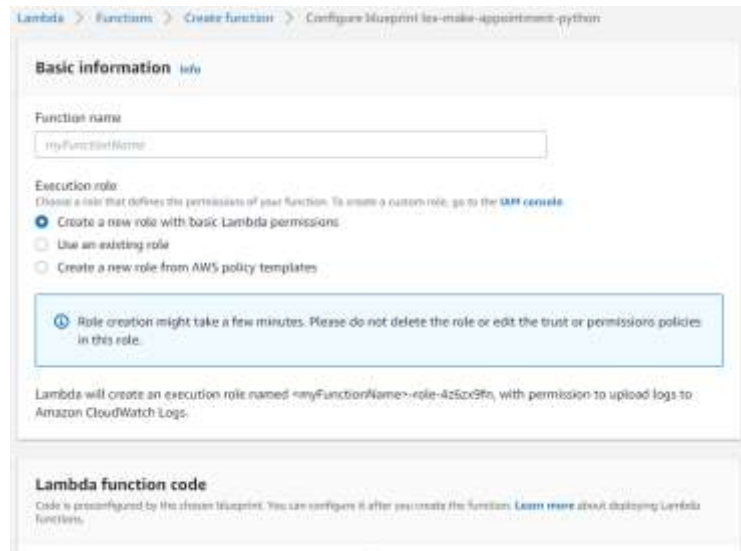 Lambda > Functions > Create function > Configure blueprint lex-make-appointment-python
Basic information Info
Function name
myFunctionName
Execution role
Choose a role that defines the permissions of your function. To create a custom role, go to the IAM console.
Create a new role with basic Lambda permissions
Use an existing role
Create a new role from AWS policy templates
Role creation might take a few minutes. Please do not delete the role or edit the trust or permissions policies
in this role.
Lambda will create an execution role named <myFunctionName>-role-4z6zx9fn, with permission to upload logs to
Amazon CloudWatch Logs.
Lambda function code
Code is preconfigured by the chosen blueprint. You can configure it after you create the function. Learn more about deploying Lambda
functions.